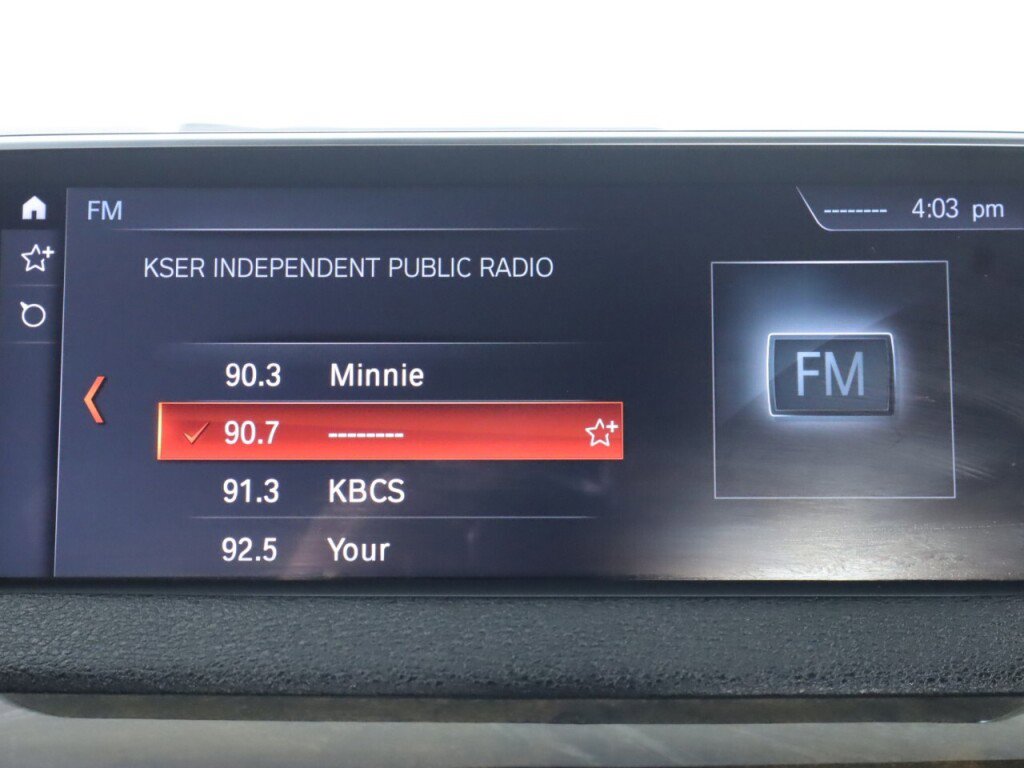 FM
-------- 4:03 pm
KSER INDEPENDENT PUBLIC RADIO
FM
90.3 Minnie
90.7 --------
91.3 KBCS
92.5 Your